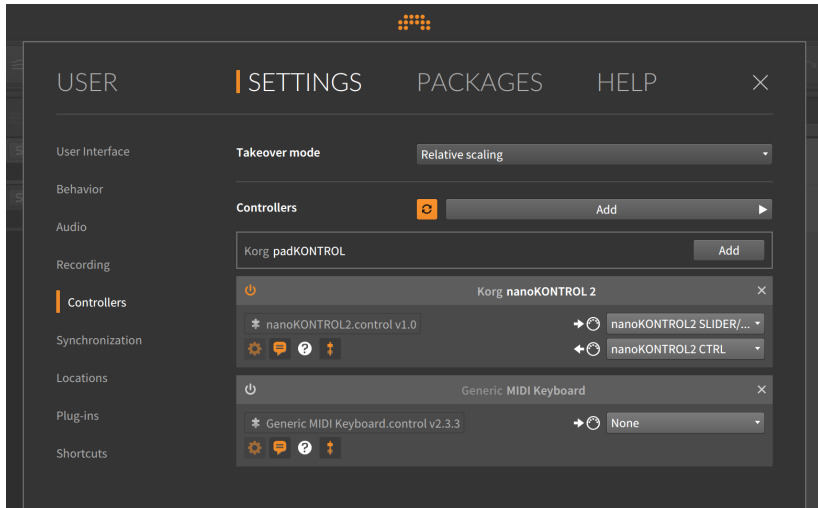 USER
SETTINGS
PACKAGES
HELP
User Interface
Behavior
Audio
Recording
Controllers
Synchronization
Locations
Plug-ins
Shortcuts
Takeover mode
Relative scaling
Controllers
Add
Korg padKONTROL
Add
Korg nanoKONTROL 2
nanoKONTROL2.control v1.0
nanoKONTROL2 SLIDER/...
nanoKONTROL2 CTRL
Generic MIDI Keyboard
Generic MIDI Keyboard.control v2.3.3
None